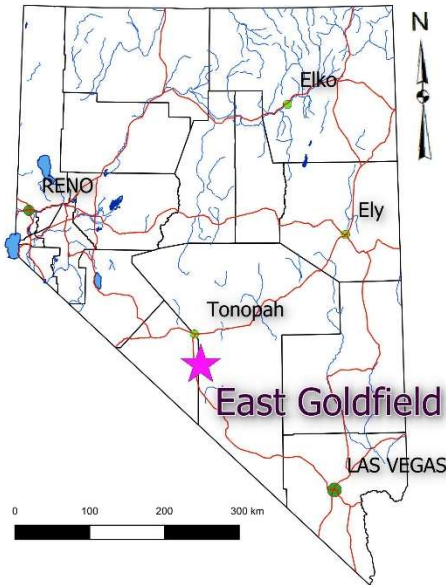 N
Elko
RENO
Ely
Tonopah
East Goldfield
LAS VEGAS
0 100 200 300 km